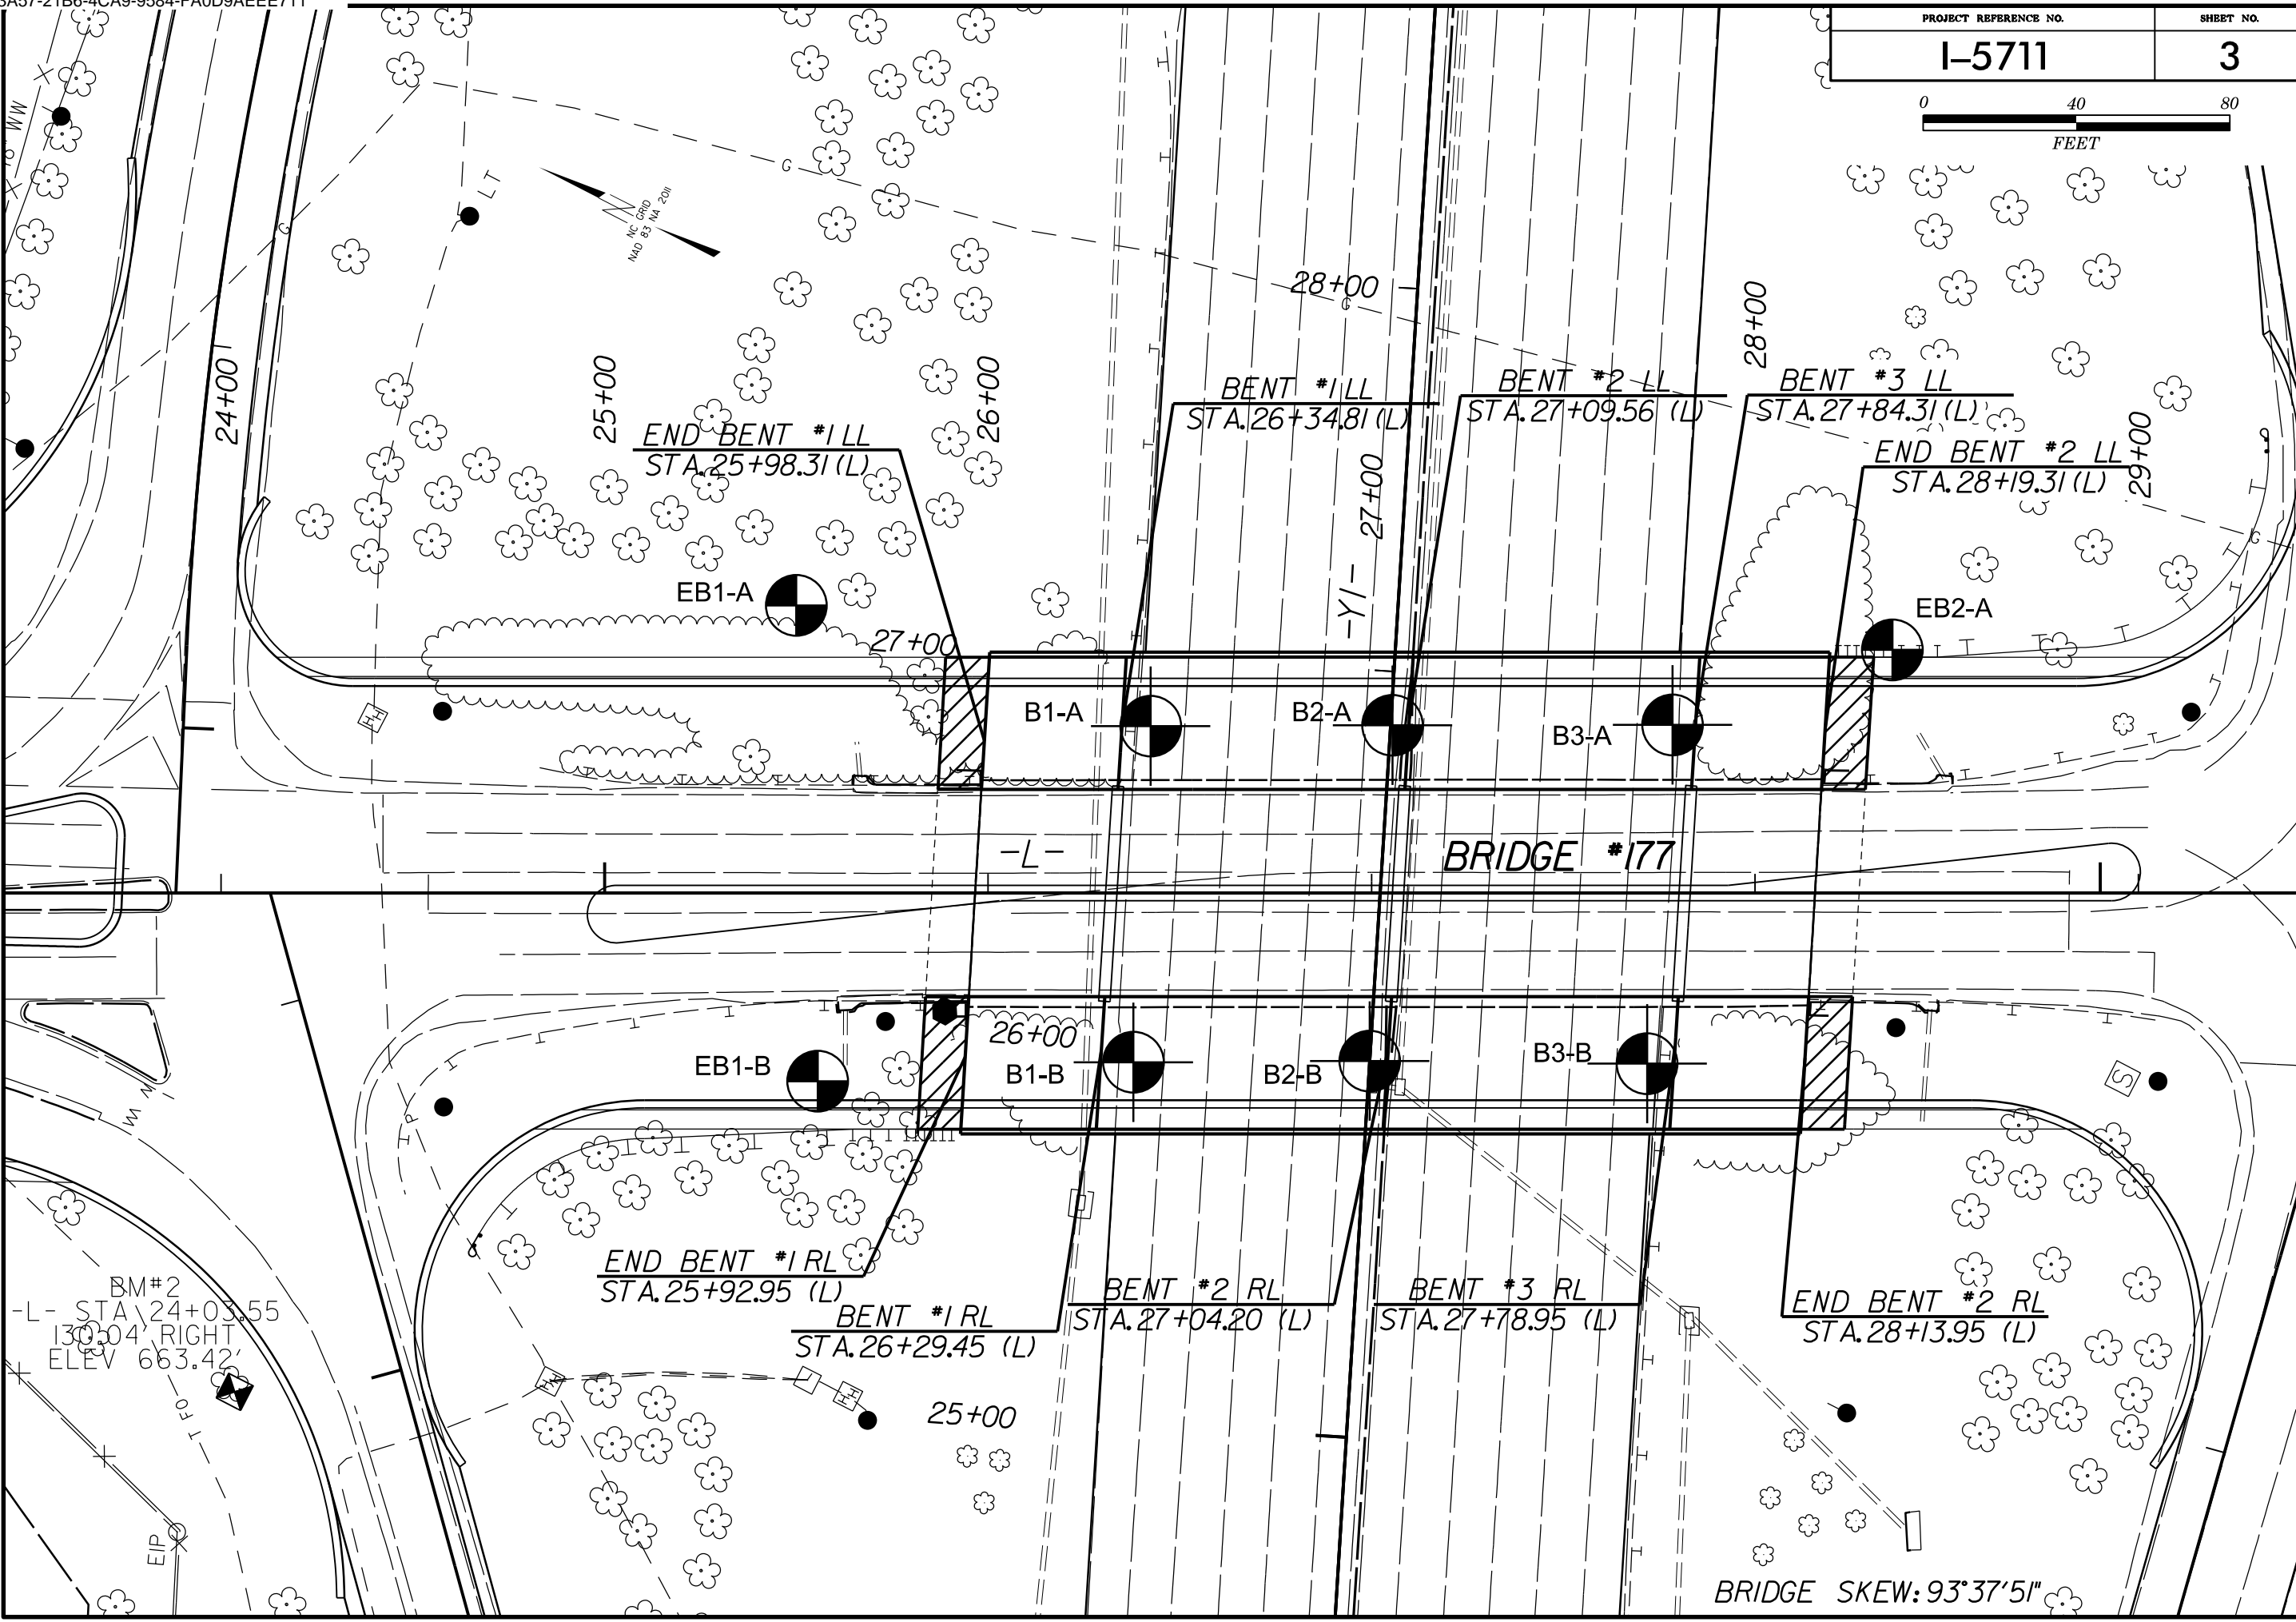 PROJECT REFERENCE NO.
SHEET NO.
I-5711
3
0 40 80
FEET
WW
LT
G
G
NC GRID
NAD 83 NA 2011
N
28+00
G
24+00
25+00
26+00
28+00
BENT #1 LL
STA. 26+34.81 (L)
BENT #2 LL
STA. 27+09.56 (L)
BENT #3 LL
STA. 27+84.31 (L)
END BENT #1 LL
STA. 25+98.31 (L)
END BENT #2 LL
STA. 28+19.31 (L)
27+00
29+00
G
EB1-A
-Y1-
EB2-A
27+00
B1-A
B2-A
B3-A
HH
-L-
BRIDGE #177
26+00
EB1-B
B1-B
B2-B
B3-B
S
END BENT #1 RL
STA. 25+92.95 (L)
BENT #1 RL
STA. 26+29.45 (L)
BENT #2 RL
STA. 27+04.20 (L)
BENT #3 RL
STA. 27+78.95 (L)
END BENT #2 RL
STA. 28+13.95 (L)
BM#2
-L- STA 24+03.55
130.04' RIGHT
ELEV 663.42'
HH
HH
T FO
25+00
EIP
BRIDGE SKEW: 93°37'51"